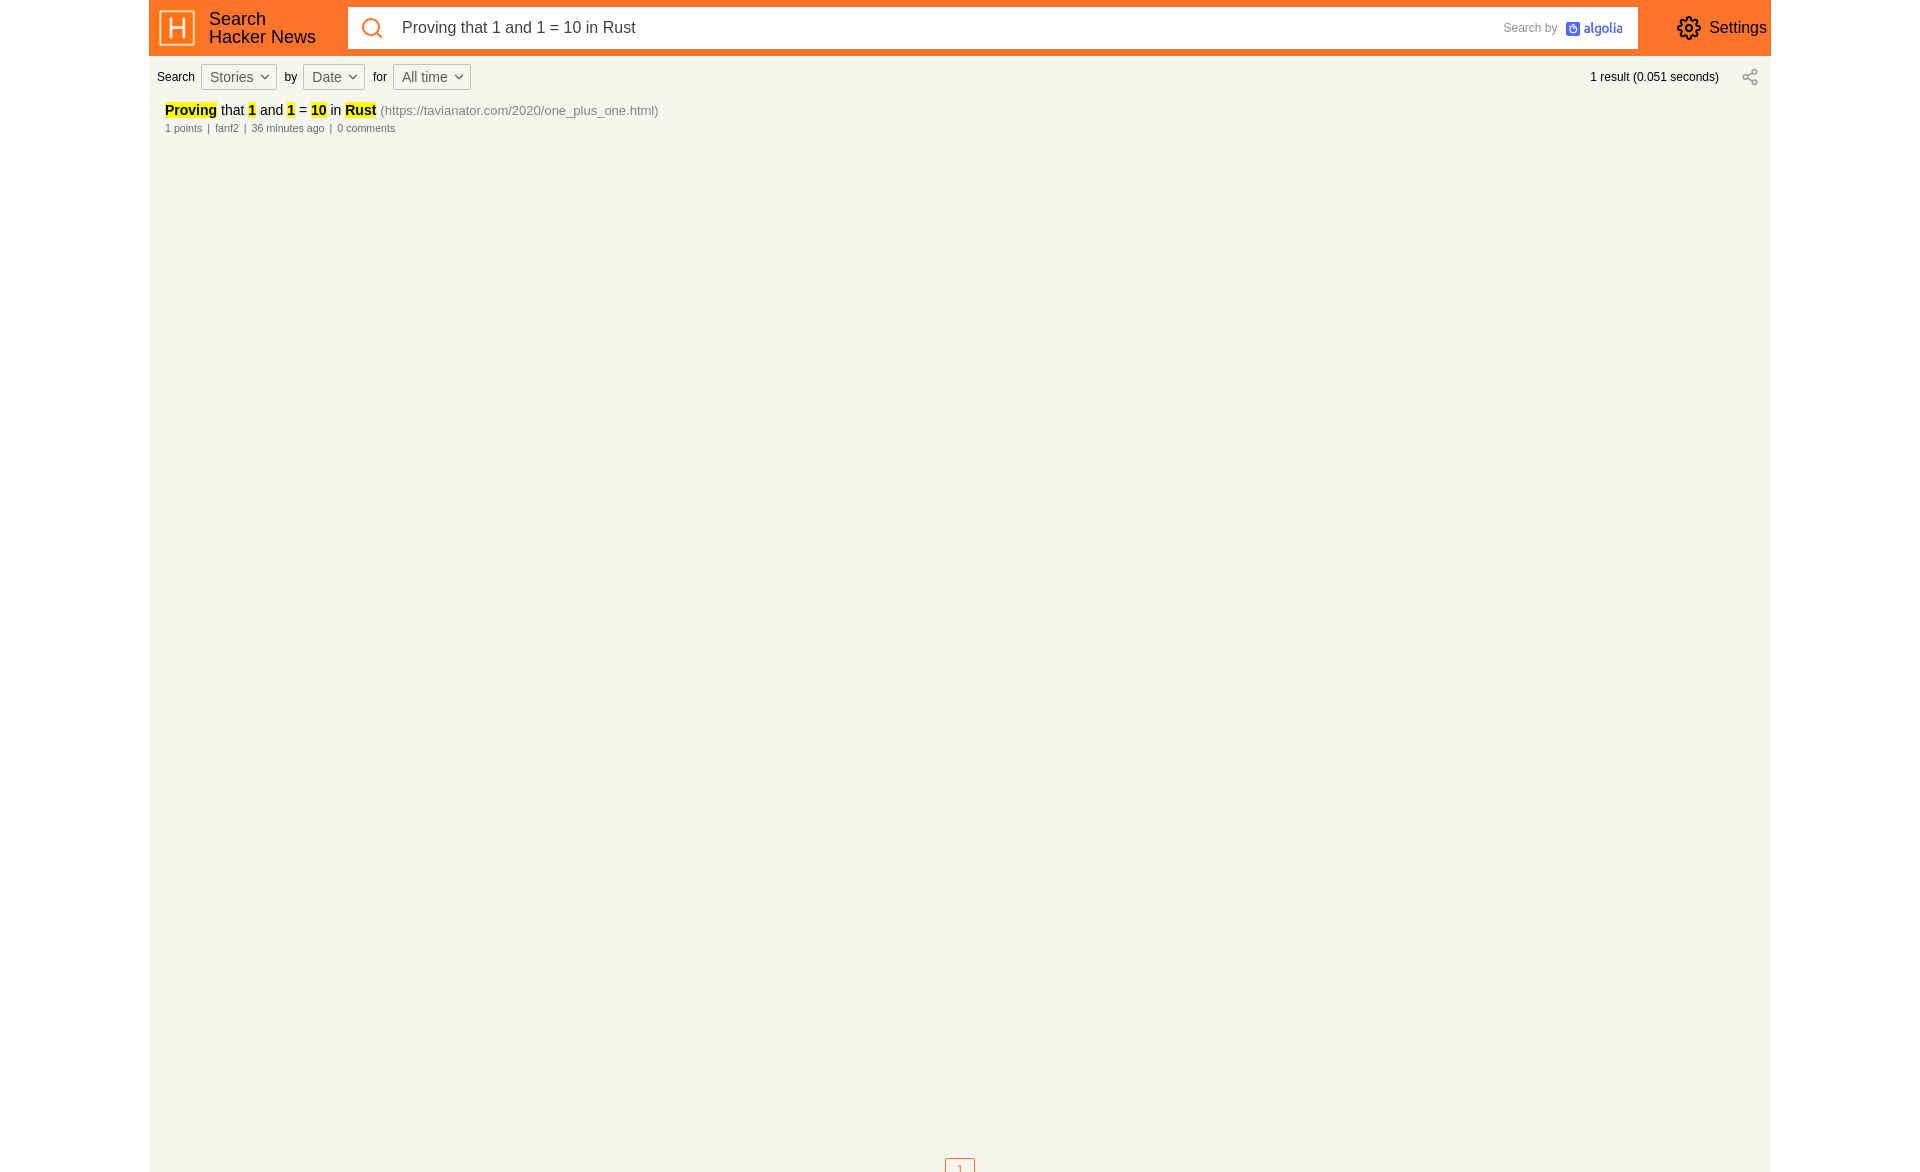 H
Search
Hacker News
Proving that 1 and 1 = 10 in Rust
Search by algolia
Settings
Search Stories by Date for All time
1 result (0.051 seconds)
Proving that 1 and 1 = 10 in Rust (https://tavianator.com/2020/one_plus_one.html)
1 points | fanf2 | 36 minutes ago | 0 comments
1